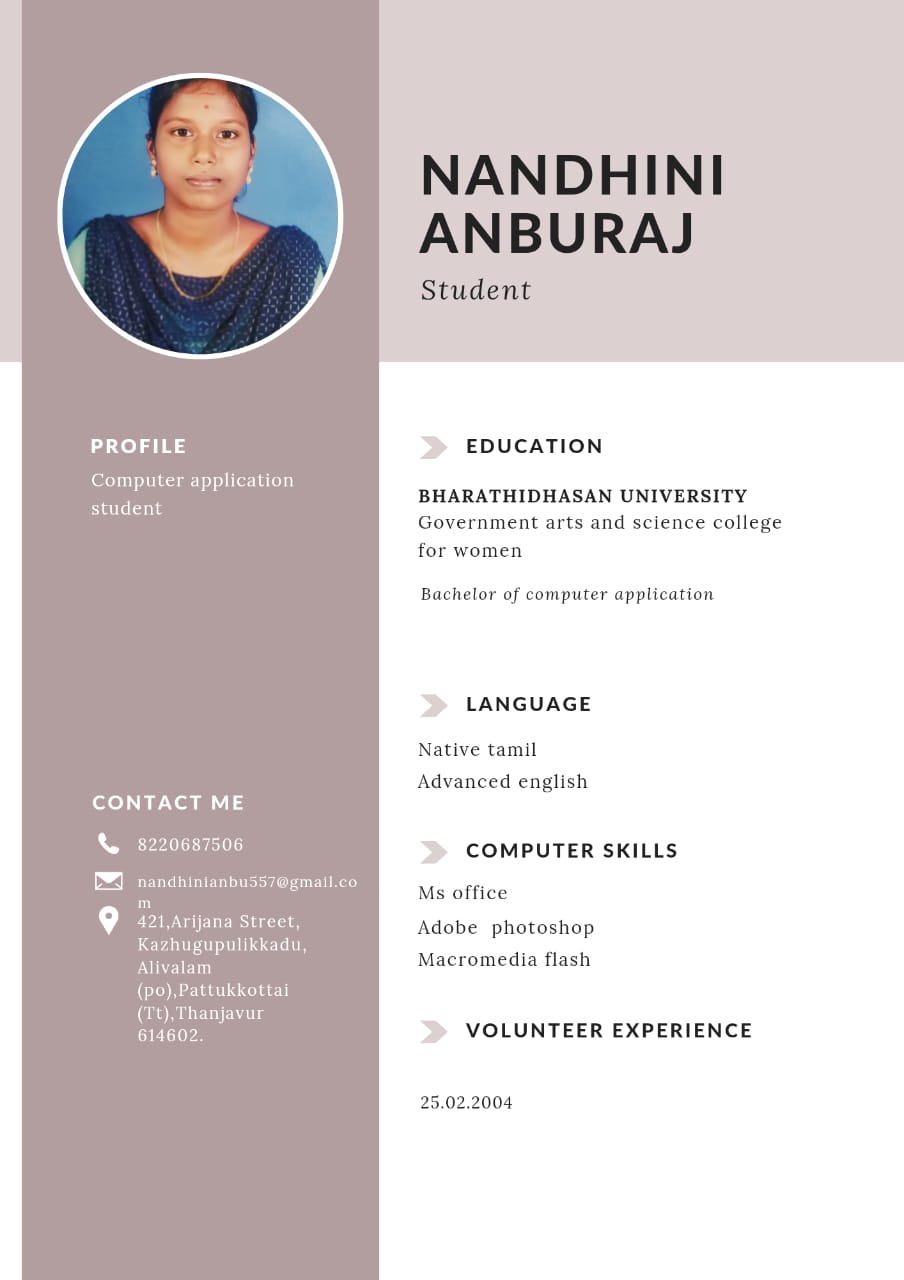 NANDHINI
ANBURAJ
Student
PROFILE
Computer application
student
CONTACT ME
8220687506
nandhinianbu557@gmail.co
m
421,Arijana Street,
Kazhugupulikkadu,
Alivalam
(po),Pattukkottai
(Tt),Thanjavur
614602.
EDUCATION
BHARATHIDHASAN UNIVERSITY
Government arts and science college
for women
Bachelor of computer application
LANGUAGE
Native tamil
Advanced english
COMPUTER SKILLS
Ms office
Adobe photoshop
Macromedia flash
VOLUNTEER EXPERIENCE
25.02.2004